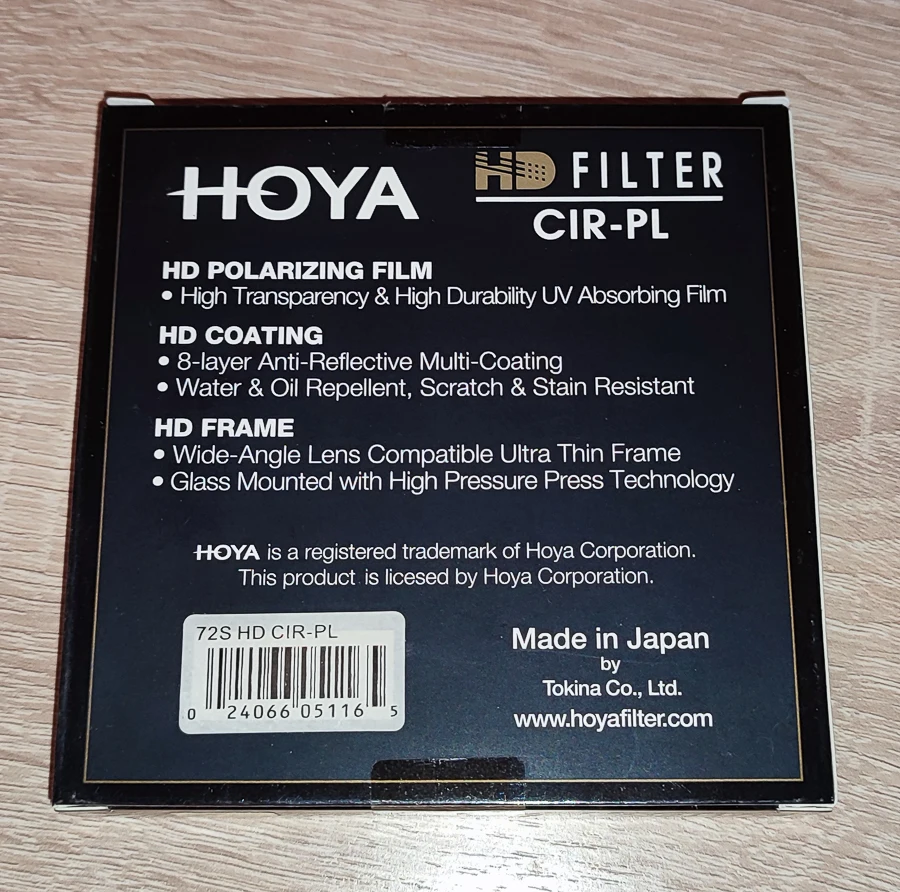 HOYA
HD FILTER
CIR-PL
HD POLARIZING FILM
• High Transparency & High Durability UV Absorbing Film
HD COATING
• 8-layer Anti-Reflective Multi-Coating
• Water & Oil Repellent, Scratch & Stain Resistant
HD FRAME
• Wide-Angle Lens Compatible Ultra Thin Frame
• Glass Mounted with High Pressure Press Technology
HOYA is a registered trademark of Hoya Corporation.
This product is licesed by Hoya Corporation.
72S HD CIR-PL
0 24066 05116 5
Made in Japan
by
Tokina Co., Ltd.
www.hoyafilter.com